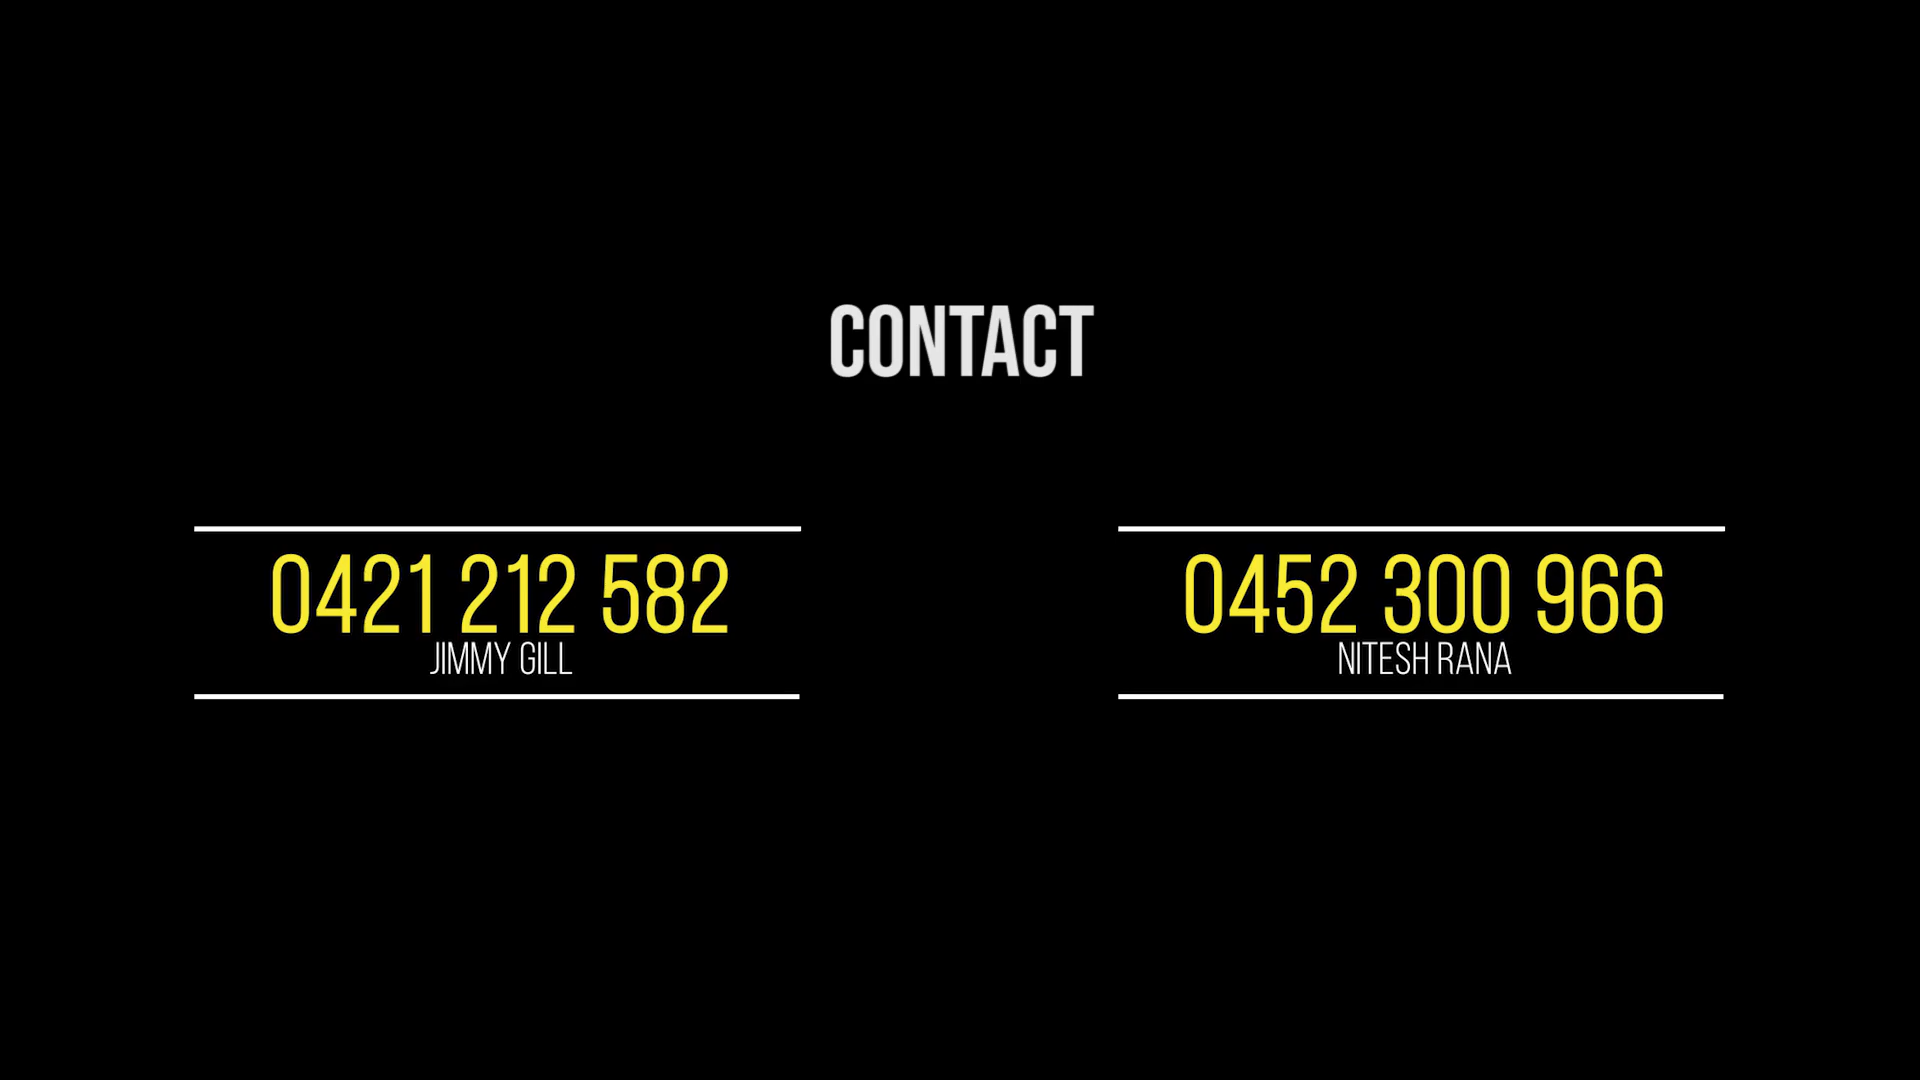 CONTACT
0421 212 582
JIMMY GILL
0452 300 966
NITESH RANA